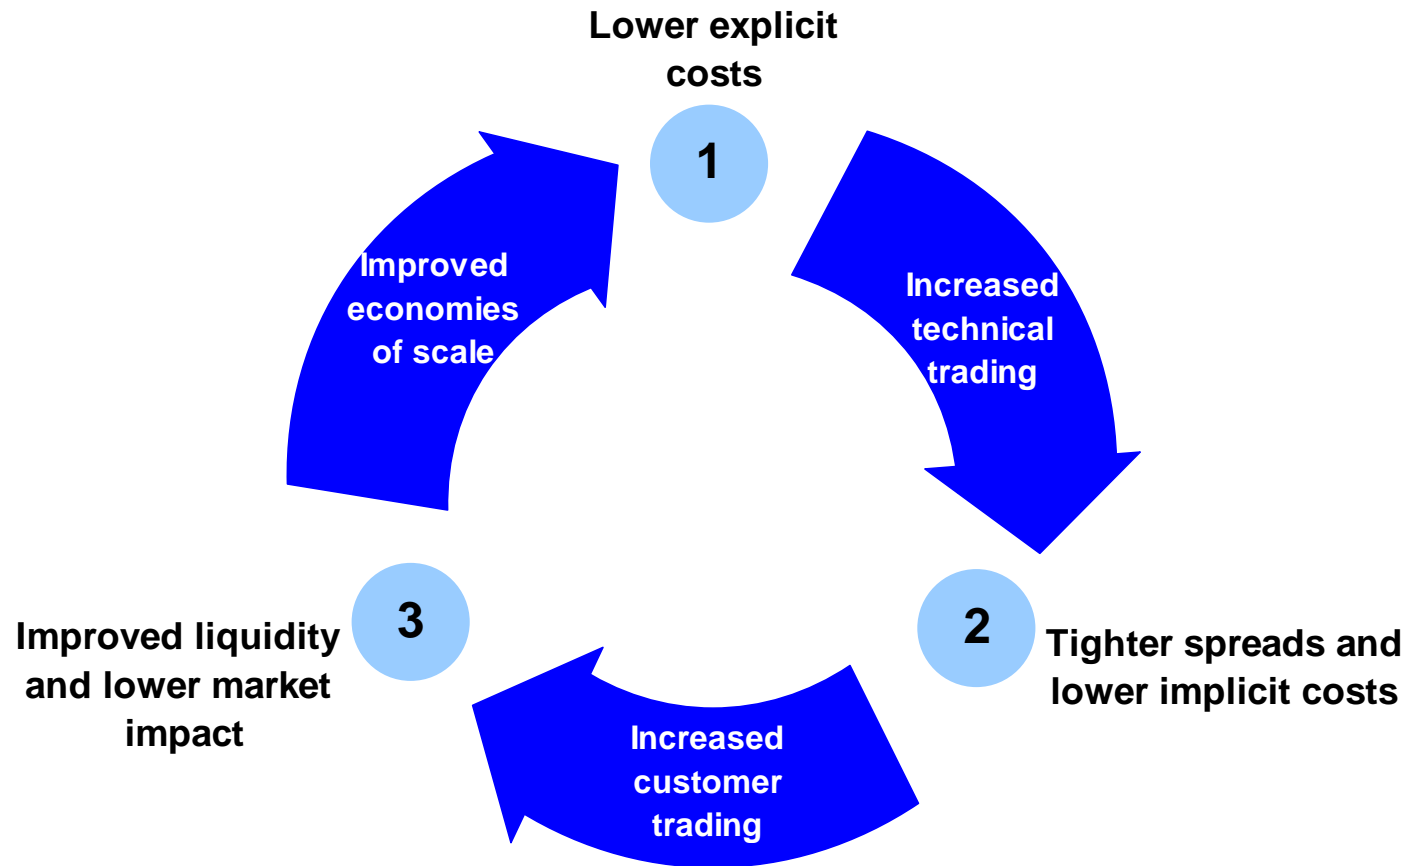 Lower explicit
costs
1
Increased
technical
trading
2
Tighter spreads and
lower implicit costs
Increased
customer
trading
3
Improved liquidity
and lower market
impact
Improved
economies
of scale